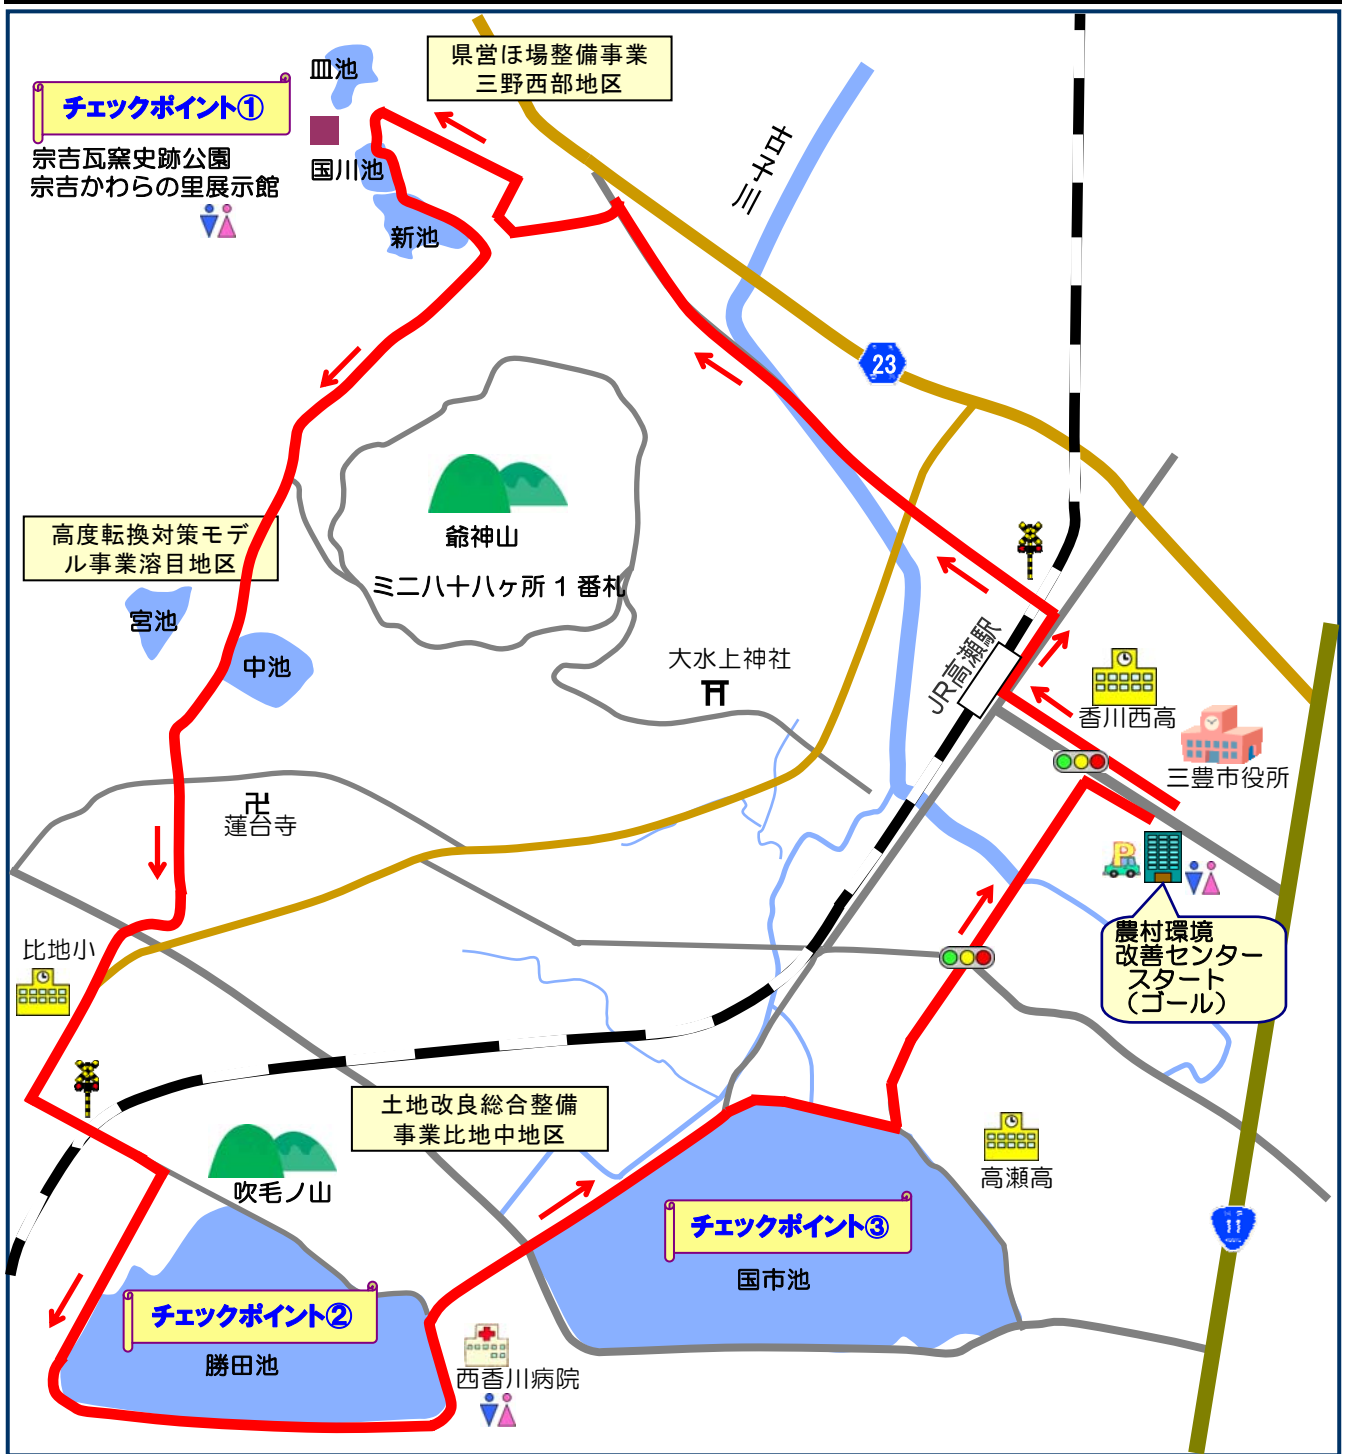 県営ほ場整備事業
三野西部地区
皿池
チェックポイント①
宗吉瓦窯史跡公園
宗吉かわらの里展示館
国川池
新池
古子川
23
爺神山
ミニ八十八ヶ所1番札
高度転換対策モデ
ル事業溶目地区
宮池
中池
大水上神社
JR高瀬駅
香川西高
三豊市役所
蓮台寺
P
農村環境
改善センター
スタート
（ゴール）
比地小
土地改良総合整備
事業比地中地区
吹毛ノ山
高瀬高
チェックポイント③
国市池
11
チェックポイント②
勝田池
西香川病院